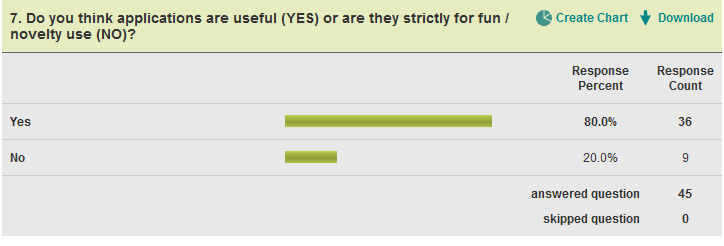 7. Do you think applications are useful (YES) or are they strictly for fun /
novelty use (NO)?
Create Chart Download
Response
Percent
Response
Count
Yes 80.0% 36
No 20.0% 9
answered question 45
skipped question 0